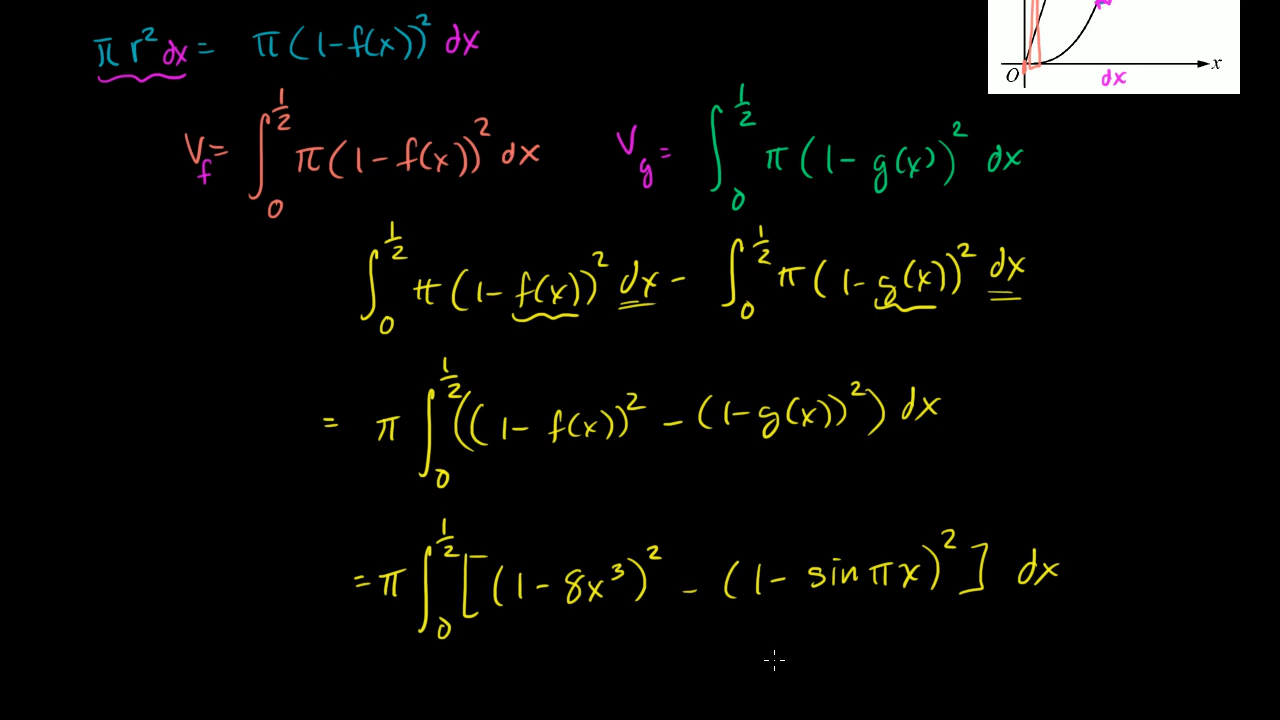 π r² dx = π(1-f(x))² dx
O x
dx
V_f = ∫₀^½ π(1-f(x))² dx V_g = ∫₀^½ π(1-g(x))² dx
∫₀^½ π(1-f(x))² dx - ∫₀^½ π(1-g(x))² dx
= π ∫₀^½ ((1-f(x))² - (1-g(x))²) dx
= π ∫₀^½ [(1-8x³)² - (1-sin πx)²] dx